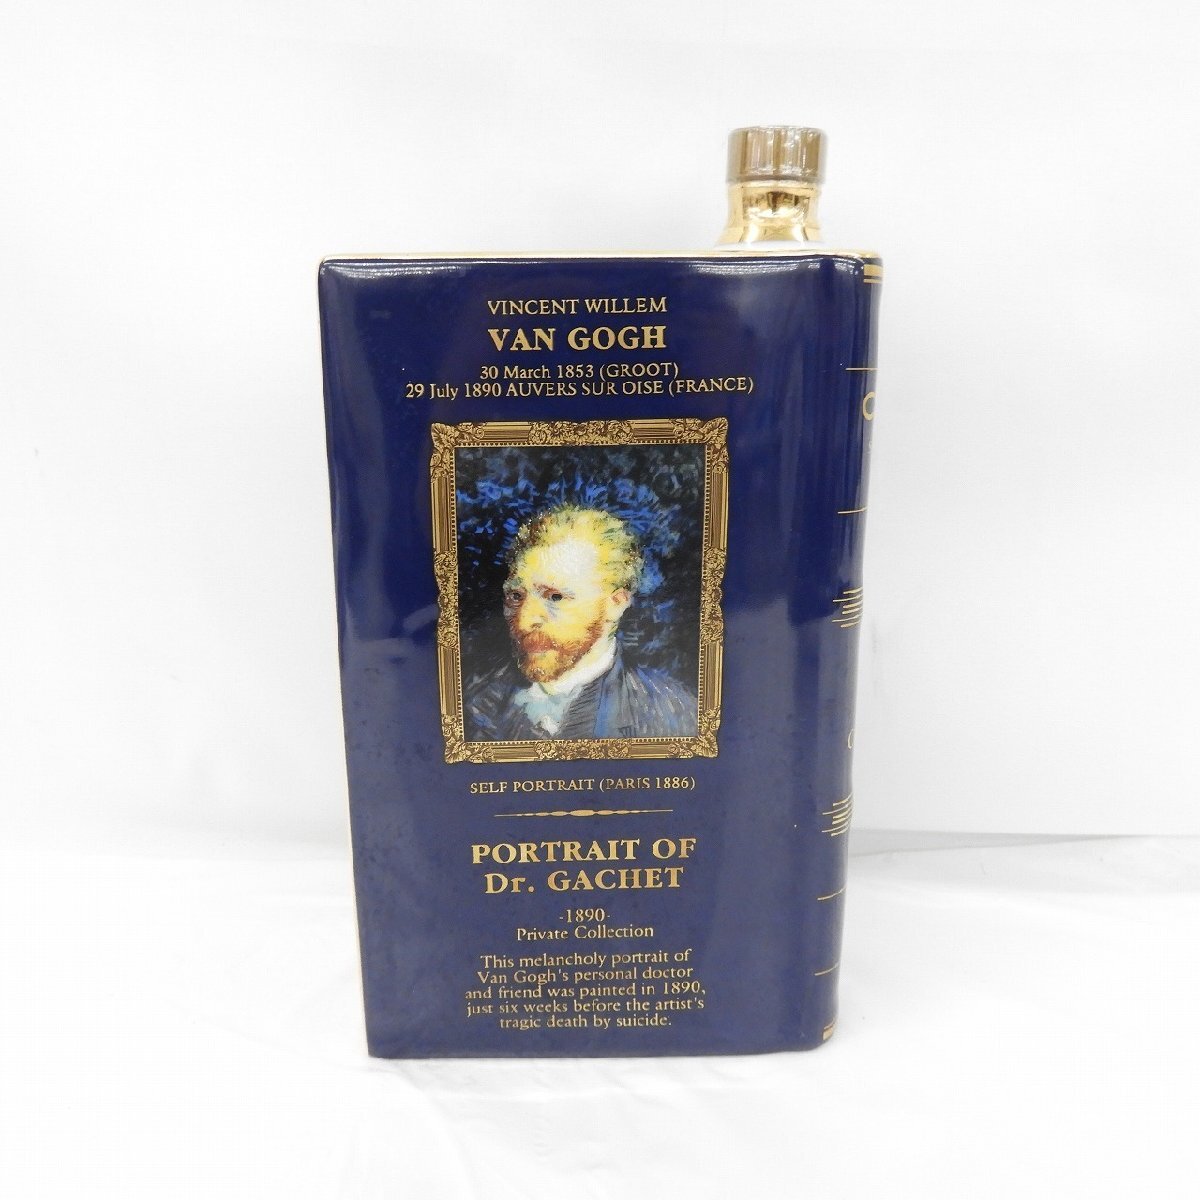 VINCENT WILLEM
VAN GOGH
30 March 1853 (GROOT)
29 July 1890 AUVERS SUR OISE (FRANCE)
SELF PORTRAIT (PARIS 1886)
PORTRAIT OF
Dr. GACHET
-1890-
Private Collection
This melancholy portrait of
Van Gogh's personal doctor
and friend was painted in 1890,
just six weeks before the artist's
tragic death by suicide.